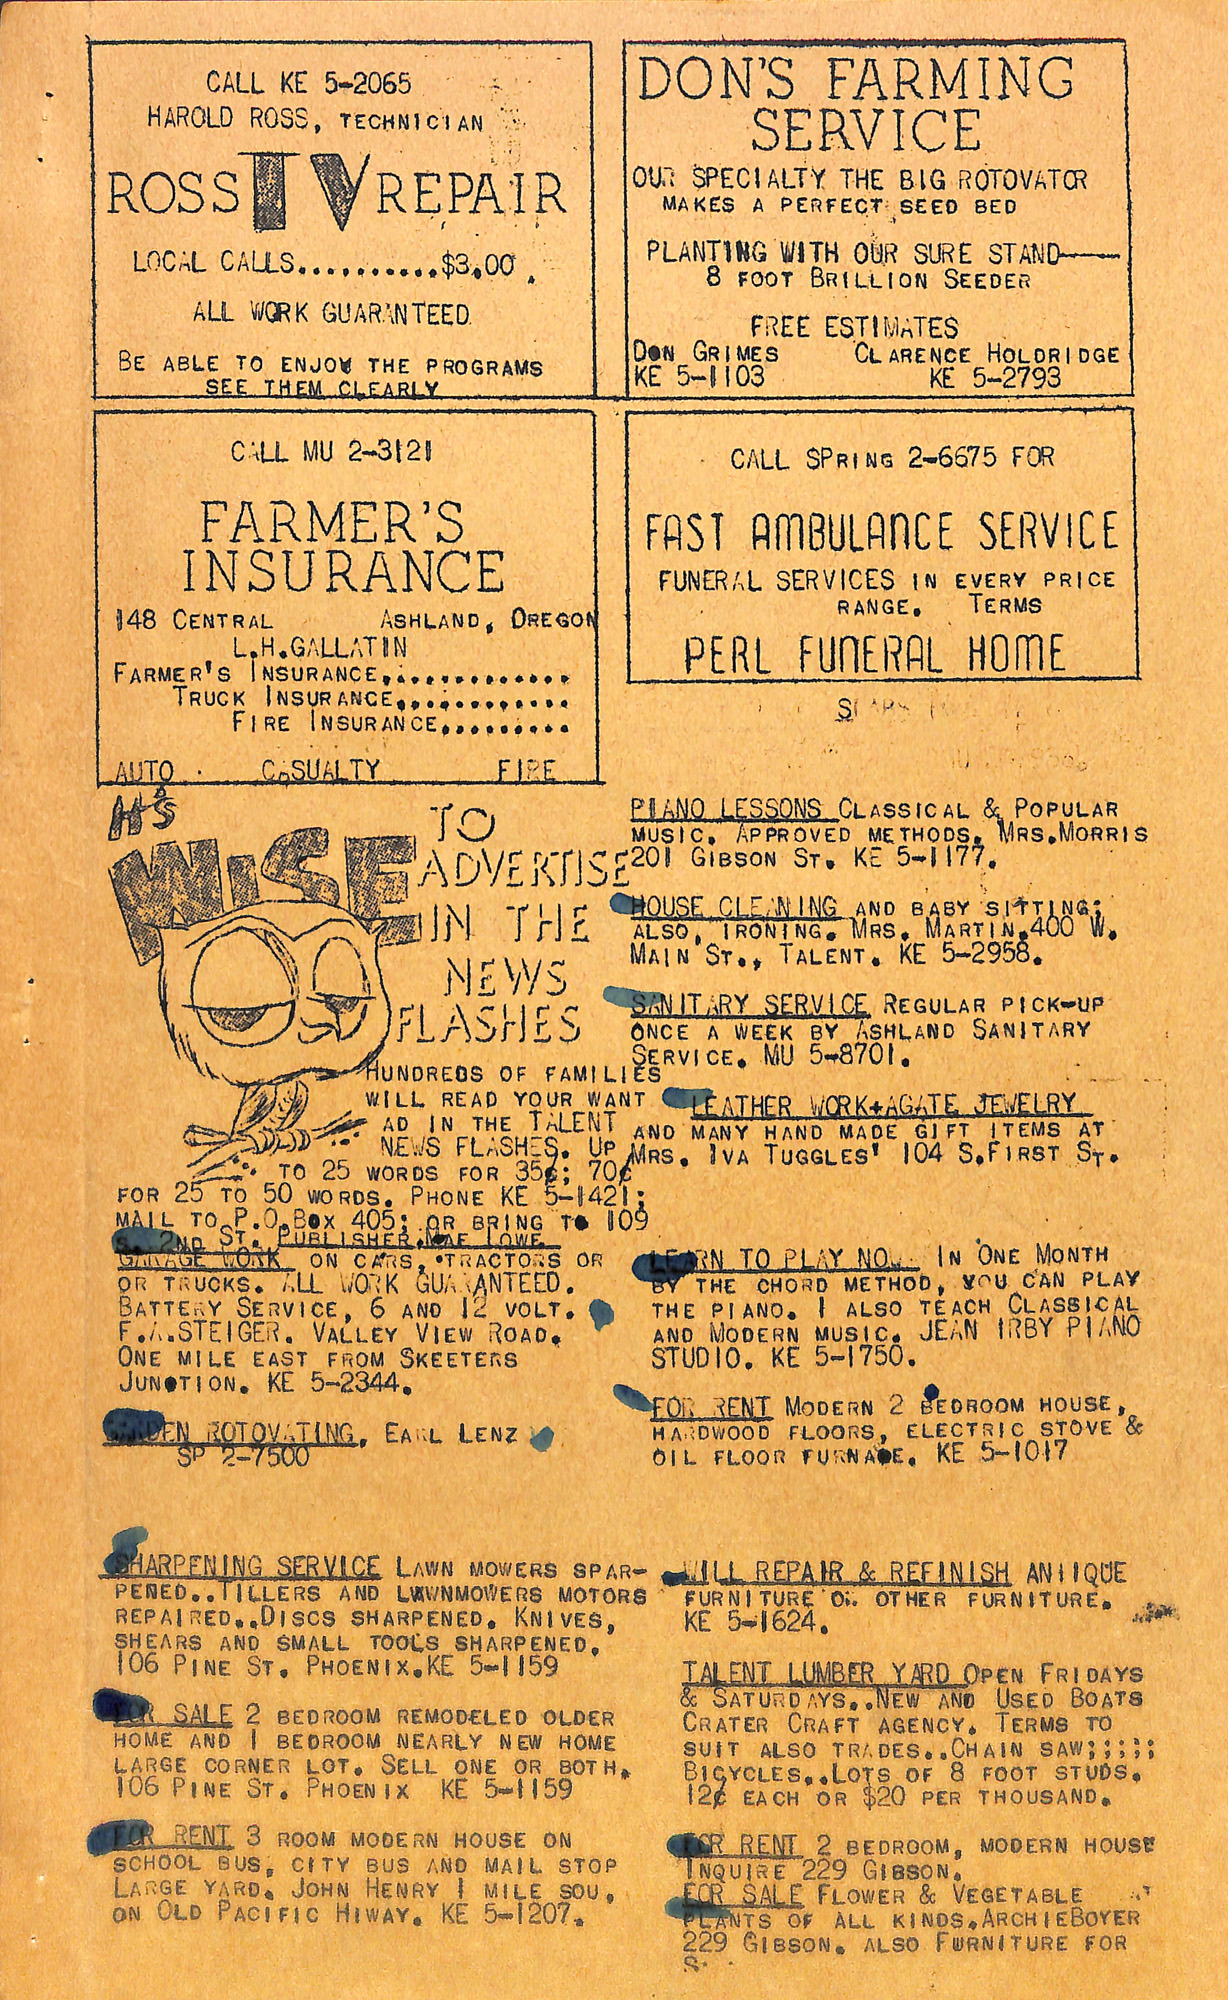 CALL KE 5-2065
HAROLD ROSS, TECHNICIAN
ROSS TV REPAIR
LOCAL CALLS..........$3.00.
ALL WORK GUARANTEED
BE ABLE TO ENJOY THE PROGRAMS
SEE THEM CLEARLY
DON'S FARMING
SERVICE
OUR SPECIALTY THE BIG ROTOVATOR
MAKES A PERFECT SEED BED
PLANTING WITH OUR SURE STAND——
8 FOOT BRILLION SEEDER
FREE ESTIMATES
DON GRIMES CLARENCE HOLDRIDGE
KE 5-1103 KE 5-2793
CALL MU 2-3121
FARMER'S
INSURANCE
148 CENTRAL ASHLAND, OREGON
L.H.GALLATIN
FARMER'S INSURANCE.............
TRUCK INSURANCE............
FIRE INSURANCE.........
AUTO CASUALTY FIRE
CALL SPRING 2-6675 FOR
FAST AMBULANCE SERVICE
FUNERAL SERVICES IN EVERY PRICE
RANGE. TERMS
PERL FUNERAL HOME
It's
WISE
TO
ADVERTISE
IN THE
NEWS
FLASHES
HUNDREDS OF FAMILIES
WILL READ YOUR WANT
AD IN THE TALENT
NEWS FLASHES. UP
TO 25 WORDS FOR 35¢; 70¢
FOR 25 TO 50 WORDS. PHONE KE 5-1421;
MAIL TO P.O.BOX 405; OR BRING TO 109
S. 2ND ST. PUBLISHER,MAE LOWE
GARAGE WORK ON CARS, TRACTORS OR
OR TRUCKS. ALL WORK GUARANTEED.
BATTERY SERVICE, 6 AND 12 VOLT.
F.A.STEIGER. VALLEY VIEW ROAD.
ONE MILE EAST FROM SKEETERS
JUNCTION. KE 5-2344.
GARDEN ROTOVATING. EARL LENZ
SP 2-7500
SHARPENING SERVICE LAWN MOWERS SPAR-
PENED..TILLERS AND LAWNMOWERS MOTORS
REPAIRED..DISCS SHARPENED. KNIVES,
SHEARS AND SMALL TOOLS SHARPENED.
106 PINE ST. PHOENIX.KE 5-1159
FOR SALE 2 BEDROOM REMODELED OLDER
HOME AND 1 BEDROOM NEARLY NEW HOME
LARGE CORNER LOT. SELL ONE OR BOTH.
106 PINE ST. PHOENIX KE 5-1159
FOR RENT 3 ROOM MODERN HOUSE ON
SCHOOL BUS, CITY BUS AND MAIL STOP
LARGE YARD. JOHN HENRY 1 MILE SOU.
ON OLD PACIFIC HIWAY. KE 5-1207.
PIANO LESSONS CLASSICAL & POPULAR
MUSIC. APPROVED METHODS. MRS.MORRIS
201 GIBSON ST. KE 5-1177.
HOUSE CLEANING AND BABY SITTING;
ALSO, IRONING. MRS. MARTIN.400 W.
MAIN ST., TALENT. KE 5-2958.
SANITARY SERVICE REGULAR PICK-UP
ONCE A WEEK BY ASHLAND SANITARY
SERVICE. MU 5-8701.
LEATHER WORK+AGATE JEWELRY
AND MANY HAND MADE GIFT ITEMS AT
MRS. IVA TUGGLES' 104 S.FIRST ST.
LEARN TO PLAY NOW IN ONE MONTH
BY THE CHORD METHOD, YOU CAN PLAY
THE PIANO. I ALSO TEACH CLASSICAL
AND MODERN MUSIC. JEAN IRBY PIANO
STUDIO. KE 5-1750.
FOR RENT MODERN 2 BEDROOM HOUSE,
HARDWOOD FLOORS, ELECTRIC STOVE &
OIL FLOOR FURNACE. KE 5-1017
WILL REPAIR & REFINISH ANTIQUE
FURNITURE OR OTHER FURNITURE.
KE 5-1624.
TALENT LUMBER YARD OPEN FRIDAYS
& SATURDAYS..NEW AND USED BOATS
CRATER CRAFT AGENCY. TERMS TO
SUIT ALSO TRADES..CHAIN SAW;;;;;
BICYCLES..LOTS OF 8 FOOT STUDS.
12¢ EACH OR $20 PER THOUSAND.
FOR RENT 2 BEDROOM, MODERN HOUSE
INQUIRE 229 GIBSON.
FOR SALE FLOWER & VEGETABLE
PLANTS OF ALL KINDS.ARCHIEBOYER
229 GIBSON. ALSO FURNITURE FOR